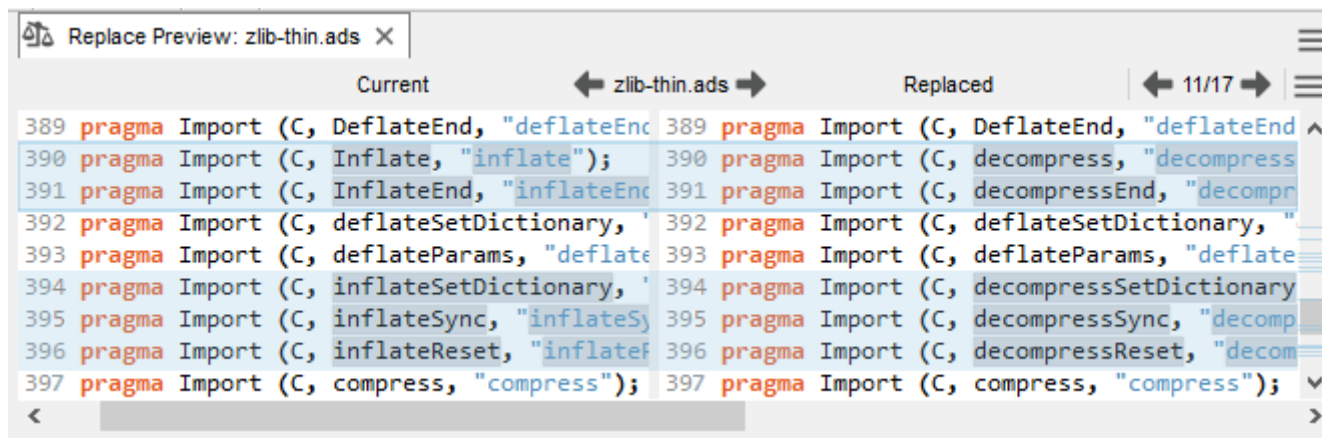 Replace Preview: zlib-thin.ads
Current zlib-thin.ads Replaced 11/17
389 pragma Import (C, DeflateEnd, "deflateEnd 389 pragma Import (C, DeflateEnd, "deflateEnd
390 pragma Import (C, Inflate, "inflate"); 390 pragma Import (C, decompress, "decompress
391 pragma Import (C, InflateEnd, "inflateEnd 391 pragma Import (C, decompressEnd, "decompr
392 pragma Import (C, deflateSetDictionary, " 392 pragma Import (C, deflateSetDictionary, "
393 pragma Import (C, deflateParams, "deflate 393 pragma Import (C, deflateParams, "deflate
394 pragma Import (C, inflateSetDictionary, " 394 pragma Import (C, decompressSetDictionary
395 pragma Import (C, inflateSync, "inflateSy 395 pragma Import (C, decompressSync, "decomp
396 pragma Import (C, inflateReset, "inflateR 396 pragma Import (C, decompressReset, "decom
397 pragma Import (C, compress, "compress"); 397 pragma Import (C, compress, "compress");